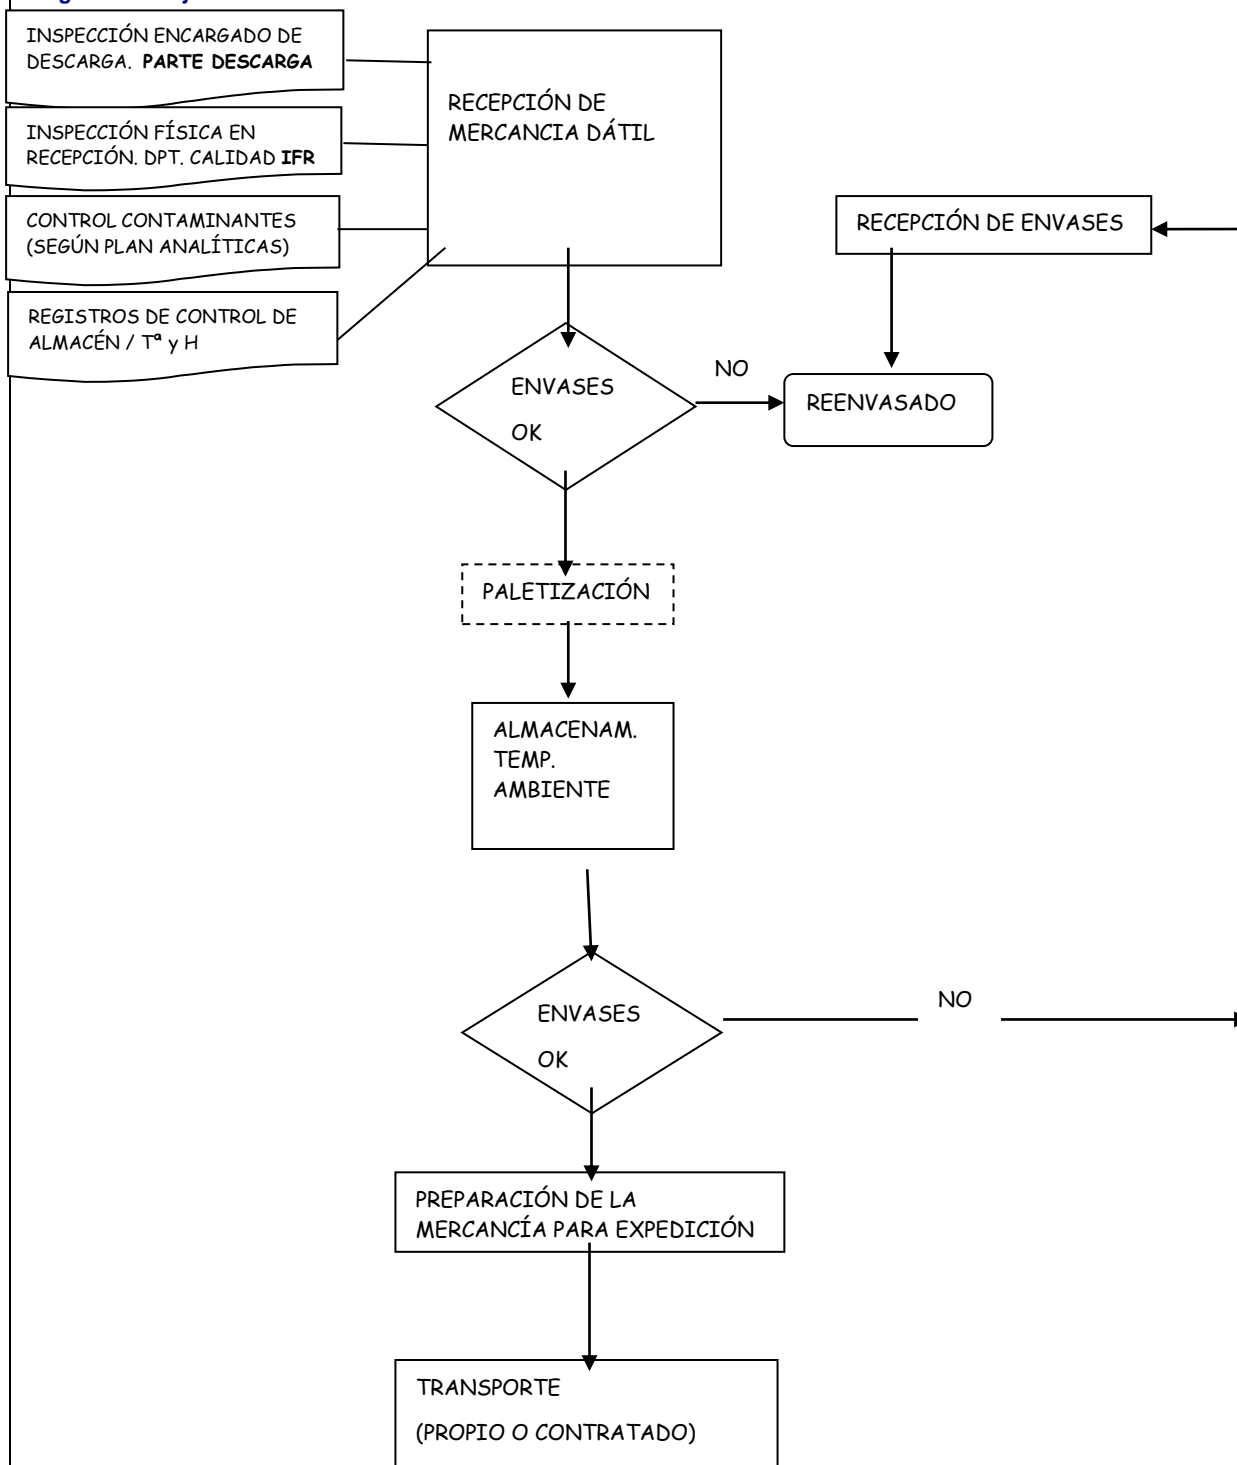 INSPECCIÓN ENCARGADO DE
DESCARGA. PARTE DESCARGA
INSPECCIÓN FÍSICA EN
RECEPCIÓN. DPT. CALIDAD IFR
CONTROL CONTAMINANTES
(SEGÚN PLAN ANALÍTICAS)
REGISTROS DE CONTROL DE
ALMACÉN / Tª y H
RECEPCIÓN DE
MERCANCIA DÁTIL
RECEPCIÓN DE ENVASES
ENVASES
OK
NO
REENVASADO
PALETIZACIÓN
ALMACENAM.
TEMP.
AMBIENTE
ENVASES
OK
NO
PREPARACIÓN DE LA
MERCANCÍA PARA EXPEDICIÓN
TRANSPORTE
(PROPIO O CONTRATADO)